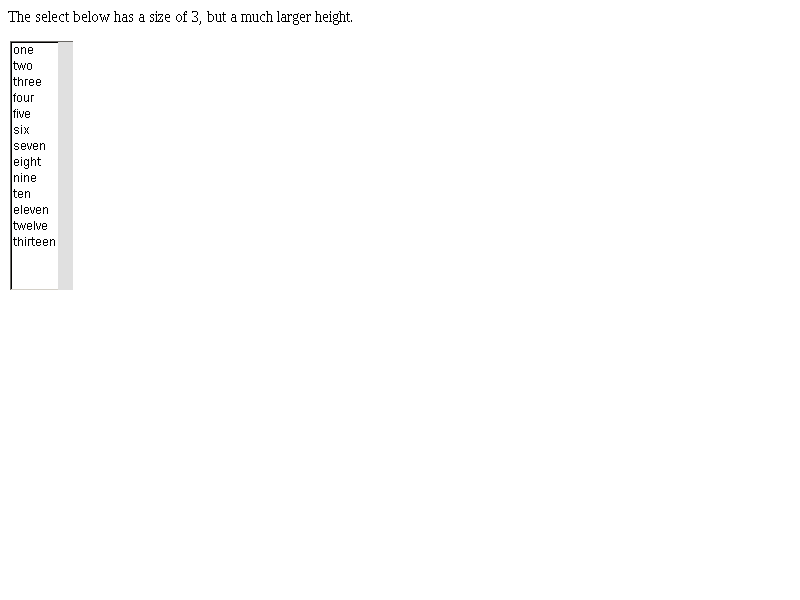 The select below has a size of 3, but a much larger height.
one
two
three
four
five
six
seven
eight
nine
ten
eleven
twelve
thirteen